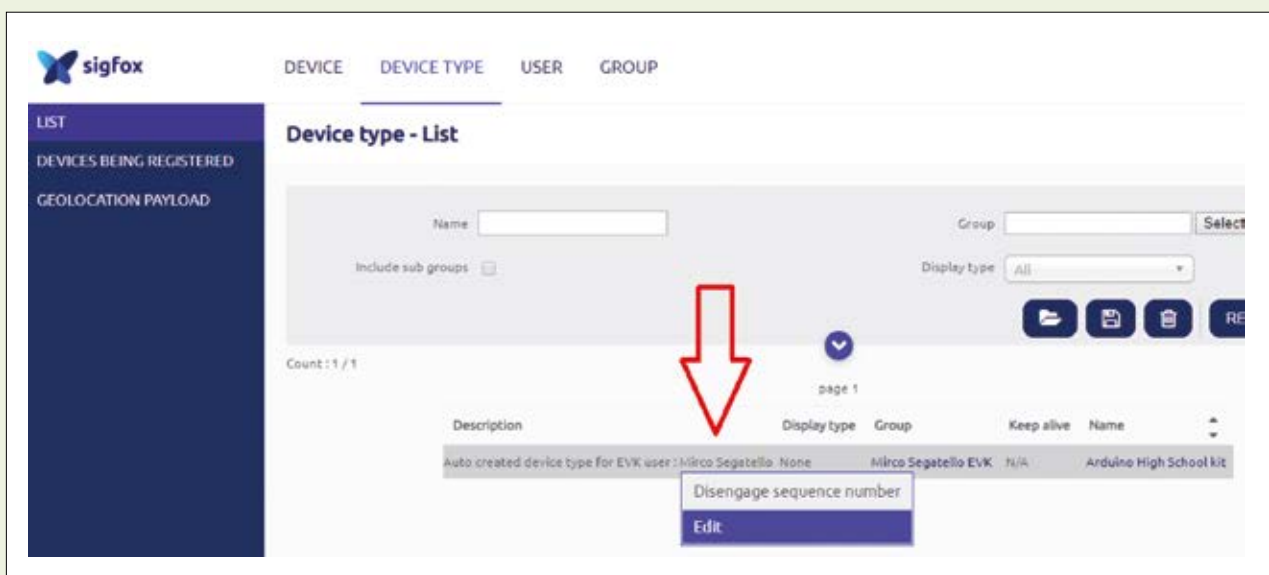 sigfox
DEVICE DEVICE TYPE USER GROUP
LIST
DEVICES BEING REGISTERED
GEOLOCATION PAYLOAD
Device type - List
Name Group Select
Include sub groups Display type All
RE
Count : 1 / 1
page 1
Description Display type Group Keep alive Name
Auto created device type for EVK user : Mirco Segatello None Mirco Segatello EVK N/A Arduino High School kit
Disengage sequence number
Edit